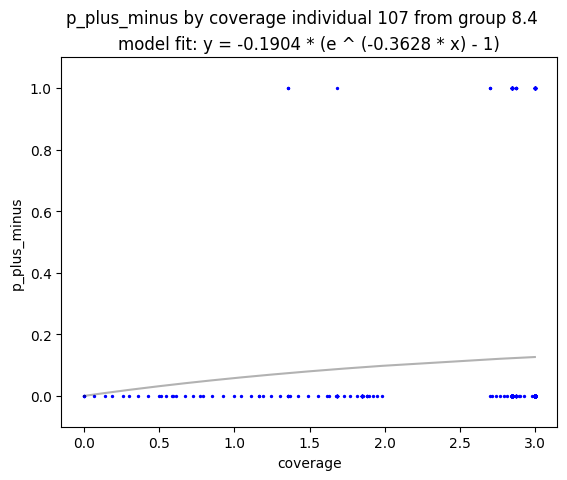 p_plus_minus by coverage individual 107 from group 8.4
model fit: y = -0.1904 * (e ^ (-0.3628 * x) - 1)
1.0
0.8
0.6
0.4
0.2
0.0
p_plus_minus
0.0 0.5 1.0 1.5 2.0 2.5 3.0
coverage